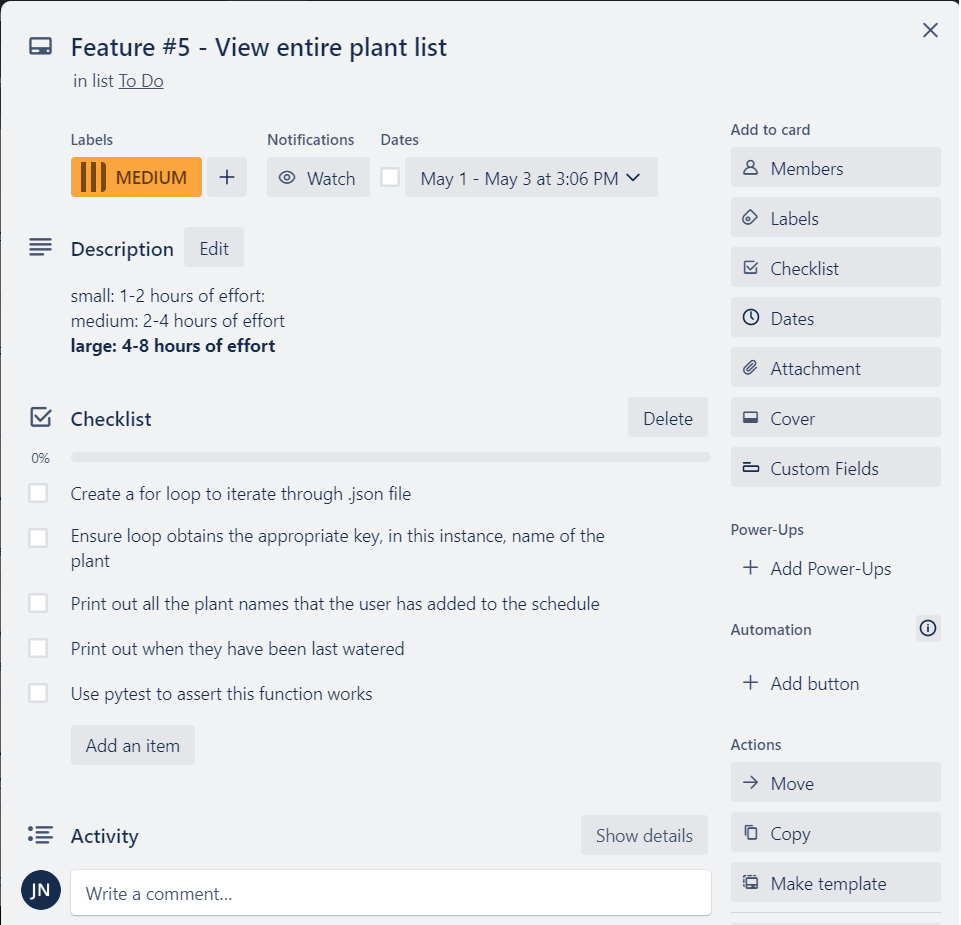 Feature #5 - View entire plant list
in list To Do
Labels
Notifications
Dates
MEDIUM
Watch
May 1 - May 3 at 3:06 PM
Description
Edit
small: 1-2 hours of effort:
medium: 2-4 hours of effort
large: 4-8 hours of effort
Checklist
Delete
0%
Create a for loop to iterate through .json file
Ensure loop obtains the appropriate key, in this instance, name of the
plant
Print out all the plant names that the user has added to the schedule
Print out when they have been last watered
Use pytest to assert this function works
Add an item
Activity
Show details
JN
Write a comment...
Add to card
Members
Labels
Checklist
Dates
Attachment
Cover
Custom Fields
Power-Ups
+ Add Power-Ups
Automation
+ Add button
Actions
Move
Copy
Make template